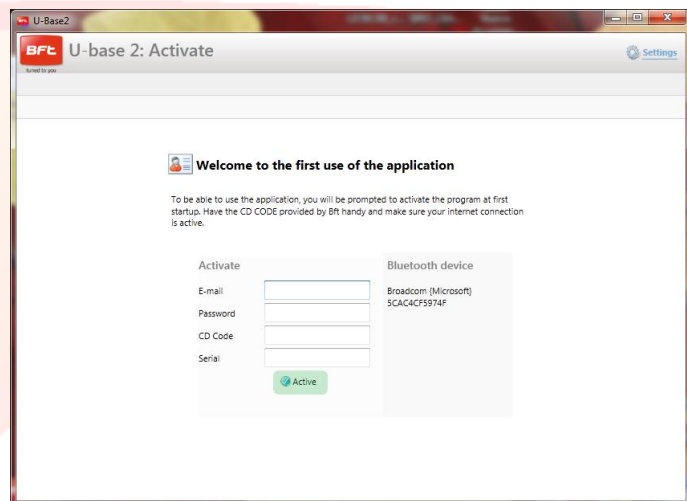 U-Base2
BFt
U-base 2: Activate
Settings
tuned to you
Welcome to the first use of the application
To be able to use the application, you will be prompted to activate the program at first
startup. Have the CD CODE provided by Bft handy and make sure your internet connection
is active.
Activate
Bluetooth device
E-mail
Broadcom (Microsoft)
5CAC4CF5974F
Password
CD Code
Serial
Active